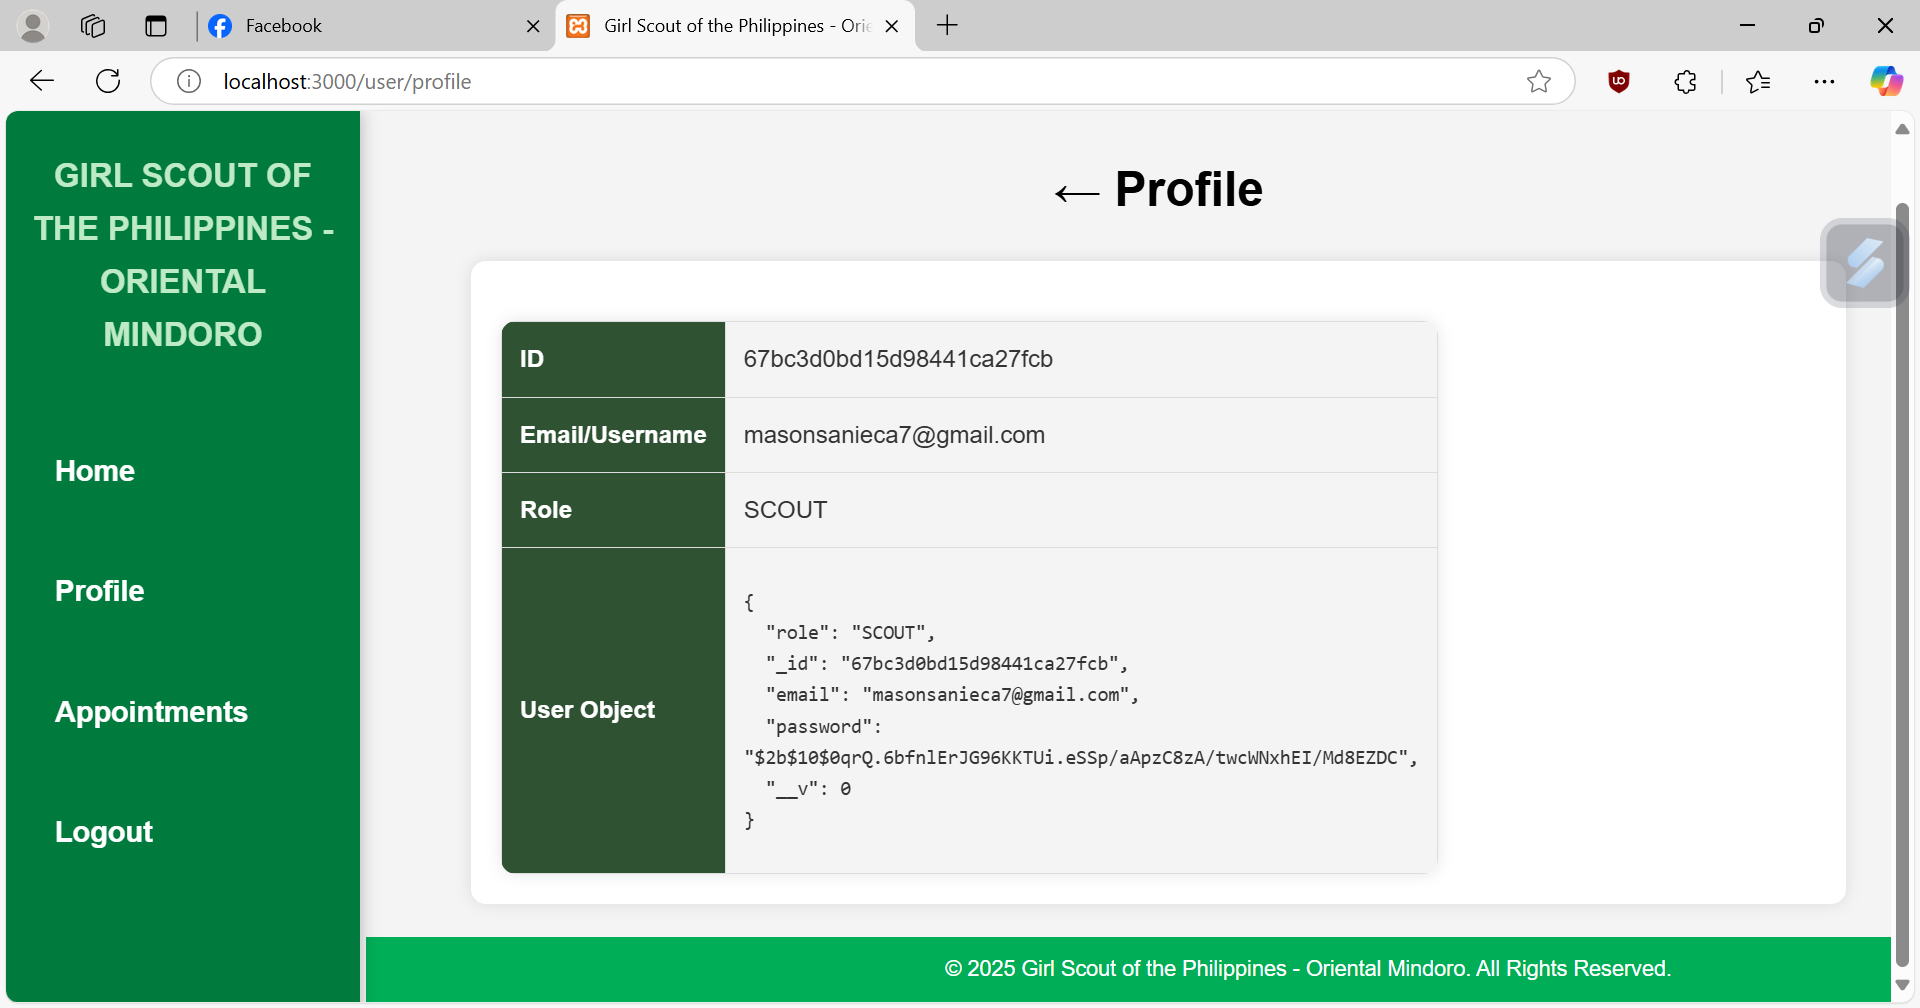 Facebook
Girl Scout of the Philippines - Orie
localhost:3000/user/profile
GIRL SCOUT OF
THE PHILIPPINES -
ORIENTAL
MINDORO
Home
Profile
Appointments
Logout
← Profile
ID 67bc3d0bd15d98441ca27fcb
Email/Username masonsanieca7@gmail.com
Role SCOUT
User Object
{
"role": "SCOUT",
"_id": "67bc3d0bd15d98441ca27fcb",
"email": "masonsanieca7@gmail.com",
"password":
"$2b$10$0qrQ.6bfnlErJG96KKTUi.eSSp/aApzC8zA/twcWNxhEI/Md8EZDC",
"__v": 0
}
© 2025 Girl Scout of the Philippines - Oriental Mindoro. All Rights Reserved.